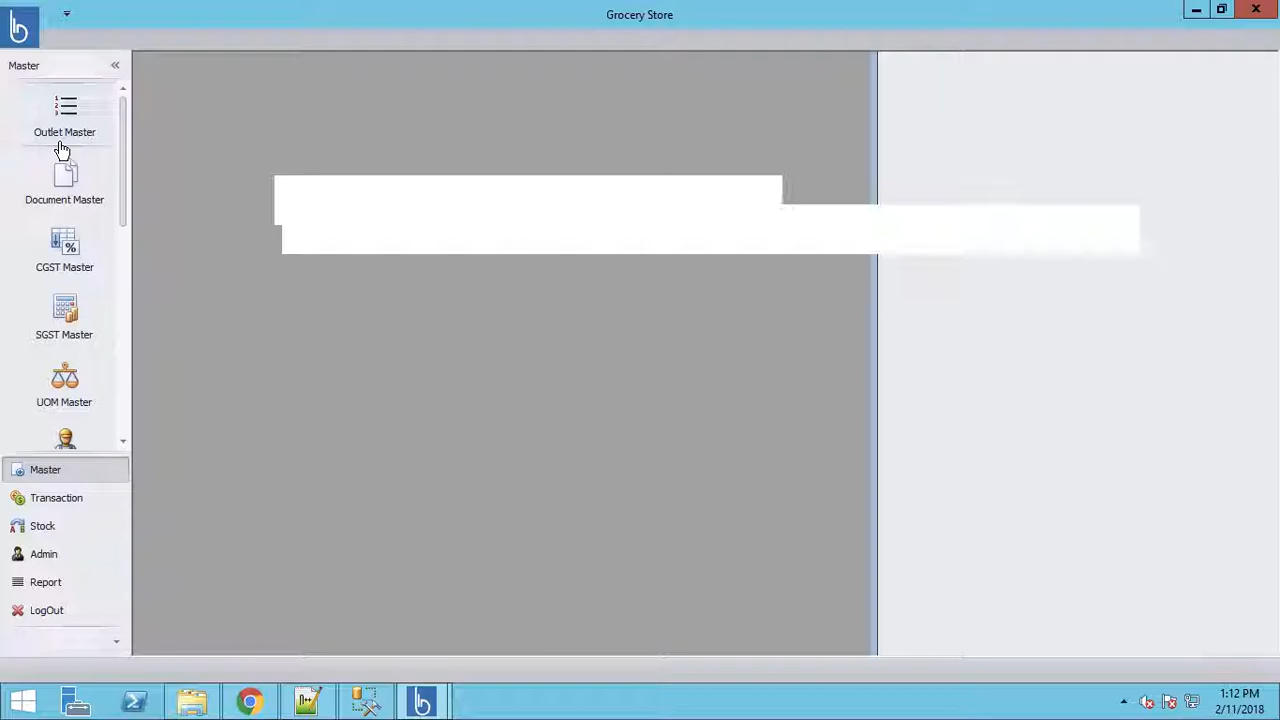 Grocery Store
Master
Outlet Master
Document Master
CGST Master
SGST Master
UOM Master
Master
Transaction
Stock
Admin
Report
LogOut
1:12 PM
2/11/2018